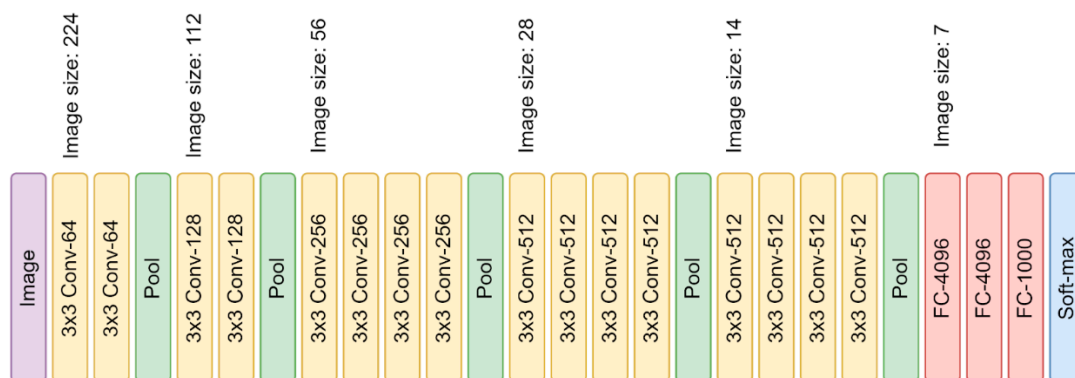 Image size: 224
Image size: 112
Image size: 56
Image size: 28
Image size: 14
Image size: 7
Image
3x3 Conv-64
3x3 Conv-64
Pool
3x3 Conv-128
3x3 Conv-128
Pool
3x3 Conv-256
3x3 Conv-256
3x3 Conv-256
3x3 Conv-256
Pool
3x3 Conv-512
3x3 Conv-512
3x3 Conv-512
3x3 Conv-512
Pool
3x3 Conv-512
3x3 Conv-512
3x3 Conv-512
3x3 Conv-512
Pool
FC-4096
FC-4096
FC-1000
Soft-max